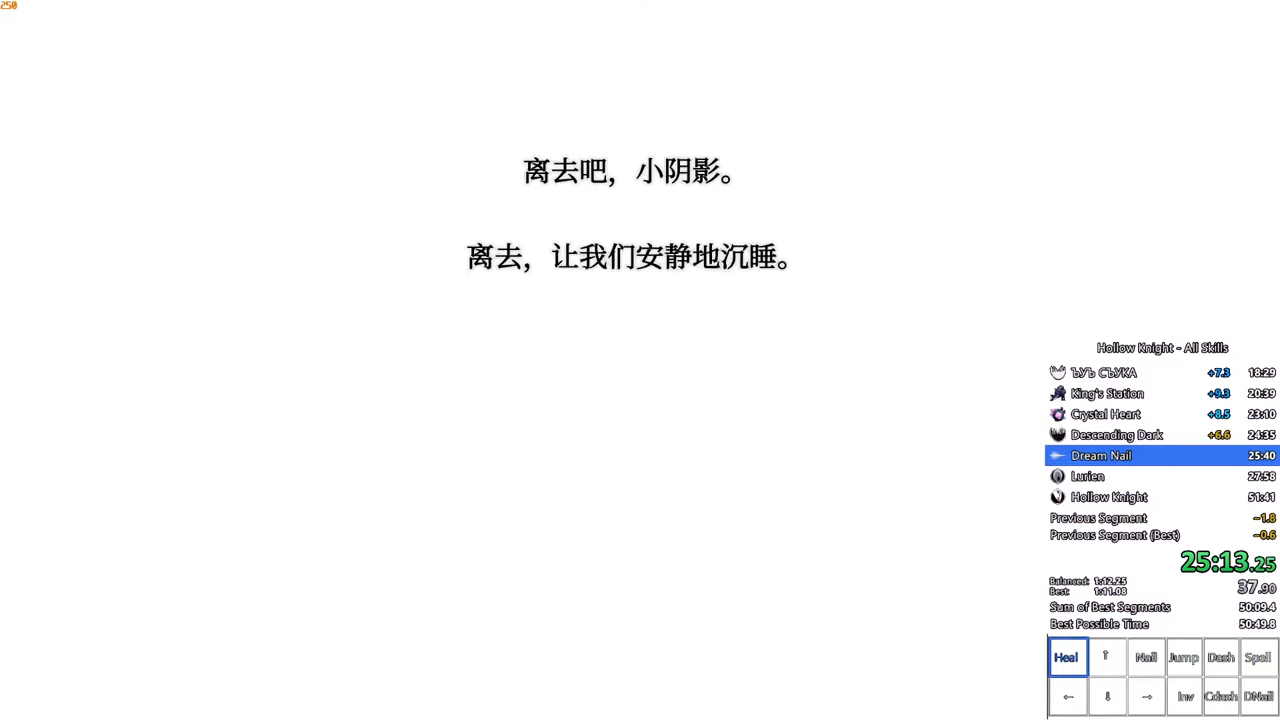 250
离去吧，小阴影。
离去，让我们安静地沉睡。
Hollow Knight - All Skills
ЪУЪ СЪУКА +7.3 18:29
King's Station +9.3 20:39
Crystal Heart +8.5 23:10
Descending Dark +6.6 24:35
Dream Nail 25:40
Lurien 27:58
Hollow Knight 51:41
Previous Segment −1.8
Previous Segment (Best) −0.6
25:13.25
Balanced: 1:12.25
Best: 1:11.08
37.90
Sum of Best Segments 50:09.4
Best Possible Time 50:49.8
Heal ↑ Nail Jump Dash Spell
← ↓ → Inv Cdash DNail